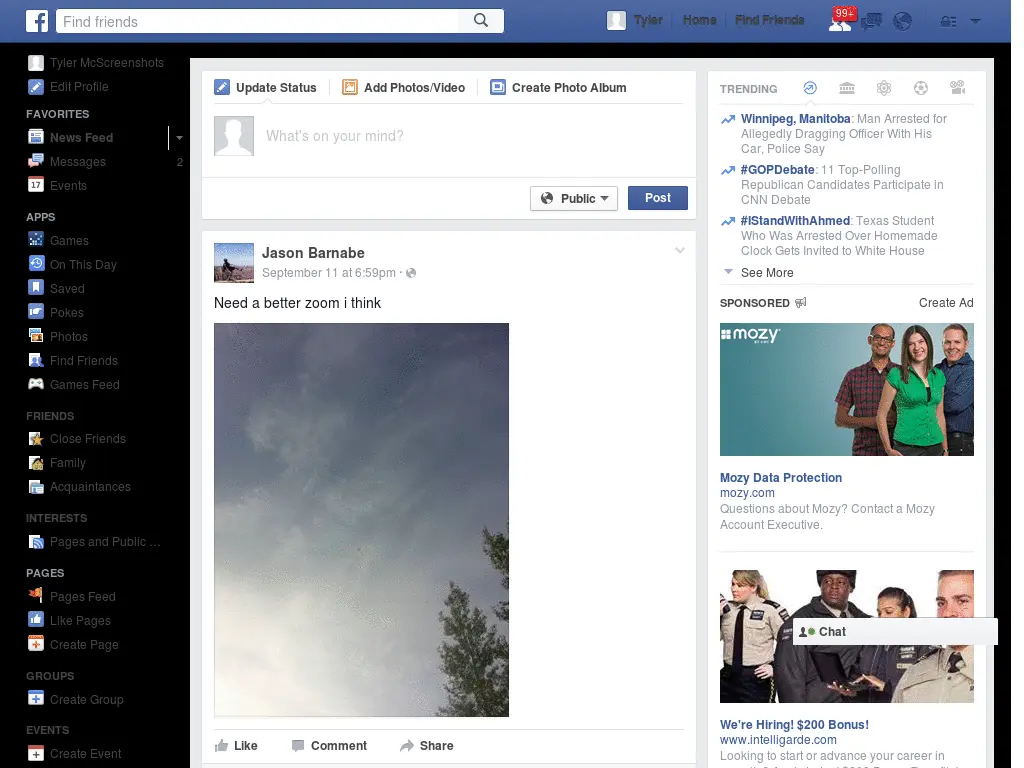 Find friends
Tyler
Home
Find Friends
99+
Tyler McScreenshots
Edit Profile
FAVORITES
News Feed
Messages 2
17 Events
APPS
Games
On This Day
Saved
Pokes
Photos
Find Friends
Games Feed
FRIENDS
Close Friends
Family
Acquaintances
INTERESTS
Pages and Public ...
PAGES
Pages Feed
Like Pages
Create Page
GROUPS
Create Group
EVENTS
Create Event
Update Status
Add Photos/Video
Create Photo Album
What's on your mind?
Public
Post
Jason Barnabe
September 11 at 6:59pm ·
Need a better zoom i think
Like
Comment
Share
TRENDING
Winnipeg, Manitoba: Man Arrested for
Allegedly Dragging Officer With His
Car, Police Say
#GOPDebate: 11 Top-Polling
Republican Candidates Participate in
CNN Debate
#IStandWithAhmed: Texas Student
Who Was Arrested Over Homemade
Clock Gets Invited to White House
See More
SPONSORED
Create Ad
mozy
Mozy Data Protection
mozy.com
Questions about Mozy? Contact a Mozy
Account Executive.
Chat
We're Hiring! $200 Bonus!
www.intelligarde.com
Looking to start or advance your career in